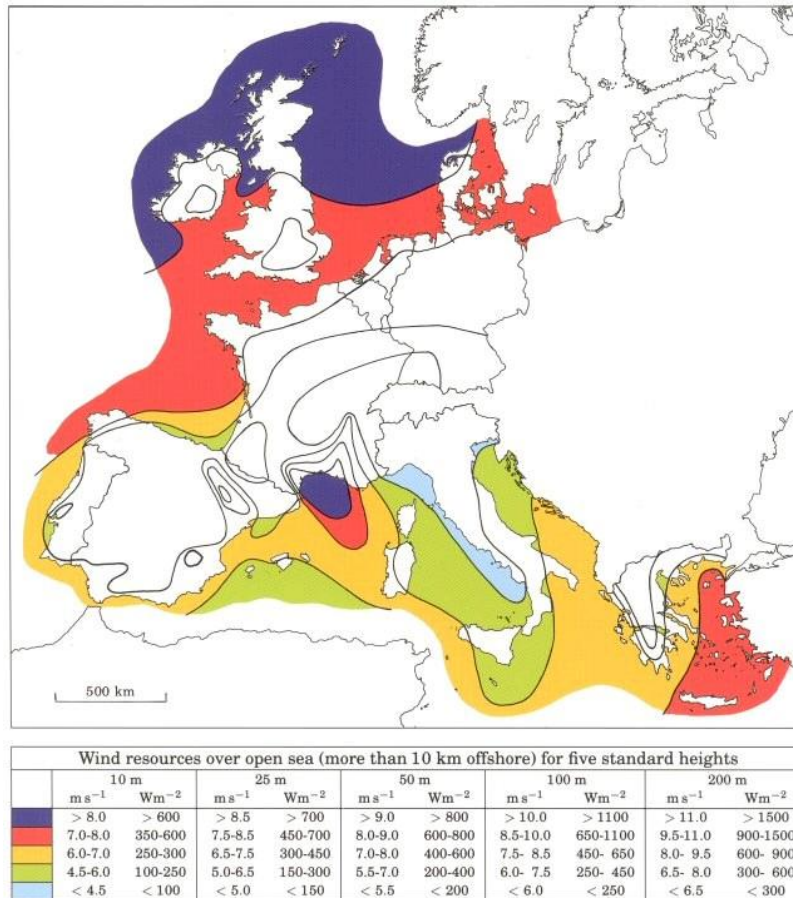 500 km
Wind resources over open sea (more than 10 km offshore) for five standard heights
10 m 25 m 50 m 100 m 200 m
m s⁻¹ Wm⁻² m s⁻¹ Wm⁻² m s⁻¹ Wm⁻² m s⁻¹ Wm⁻² m s⁻¹ Wm⁻²
> 8.0 > 600 > 8.5 > 700 > 9.0 > 800 > 10.0 > 1100 > 11.0 > 1500
7.0-8.0 350-600 7.5-8.5 450-700 8.0-9.0 600-800 8.5-10.0 650-1100 9.5-11.0 900-1500
6.0-7.0 250-300 6.5-7.5 300-450 7.0-8.0 400-600 7.5- 8.5 450- 650 8.0- 9.5 600- 900
4.5-6.0 100-250 5.0-6.5 150-300 5.5-7.0 200-400 6.0- 7.5 250- 450 6.5- 8.0 300- 600
< 4.5 < 100 < 5.0 < 150 < 5.5 < 200 < 6.0 < 250 < 6.5 < 300